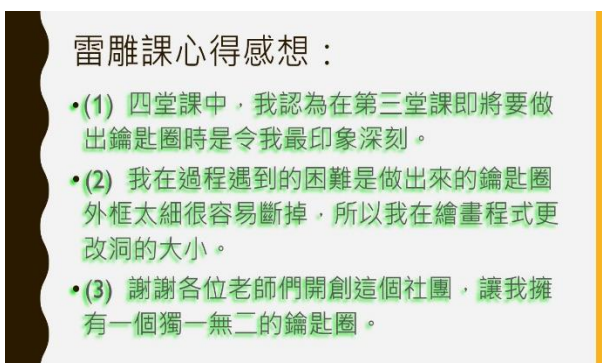 雷雕課心得感想：
•(1) 四堂課中，我認為在第三堂課即將要做
出鑰匙圈時是令我最印象深刻。
•(2) 我在過程遇到的困難是做出來的鑰匙圈
外框太細很容易斷掉，所以我在繪畫程式更
改洞的大小。
•(3) 謝謝各位老師們開創這個社團，讓我擁
有一個獨一無二的鑰匙圈。